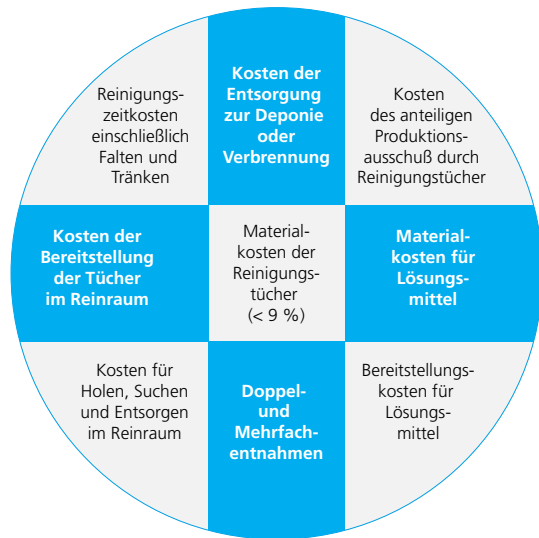 Reinigungs-
zeitkosten
einschließlich
Falten und
Tränken
Kosten der
Entsorgung
zur Deponie
oder
Verbrennung
Kosten
des anteiligen
Produktions-
ausschuß durch
Reinigungstücher
Kosten der
Bereitstellung
der Tücher
im Reinraum
Material-
kosten der
Reinigungs-
tücher
(< 9 %)
Material-
kosten für
Lösungs-
mittel
Kosten für
Holen, Suchen
und Entsorgen
im Reinraum
Doppel-
und
Mehrfach-
entnahmen
Bereitstellungs-
kosten für
Lösungs-
mittel